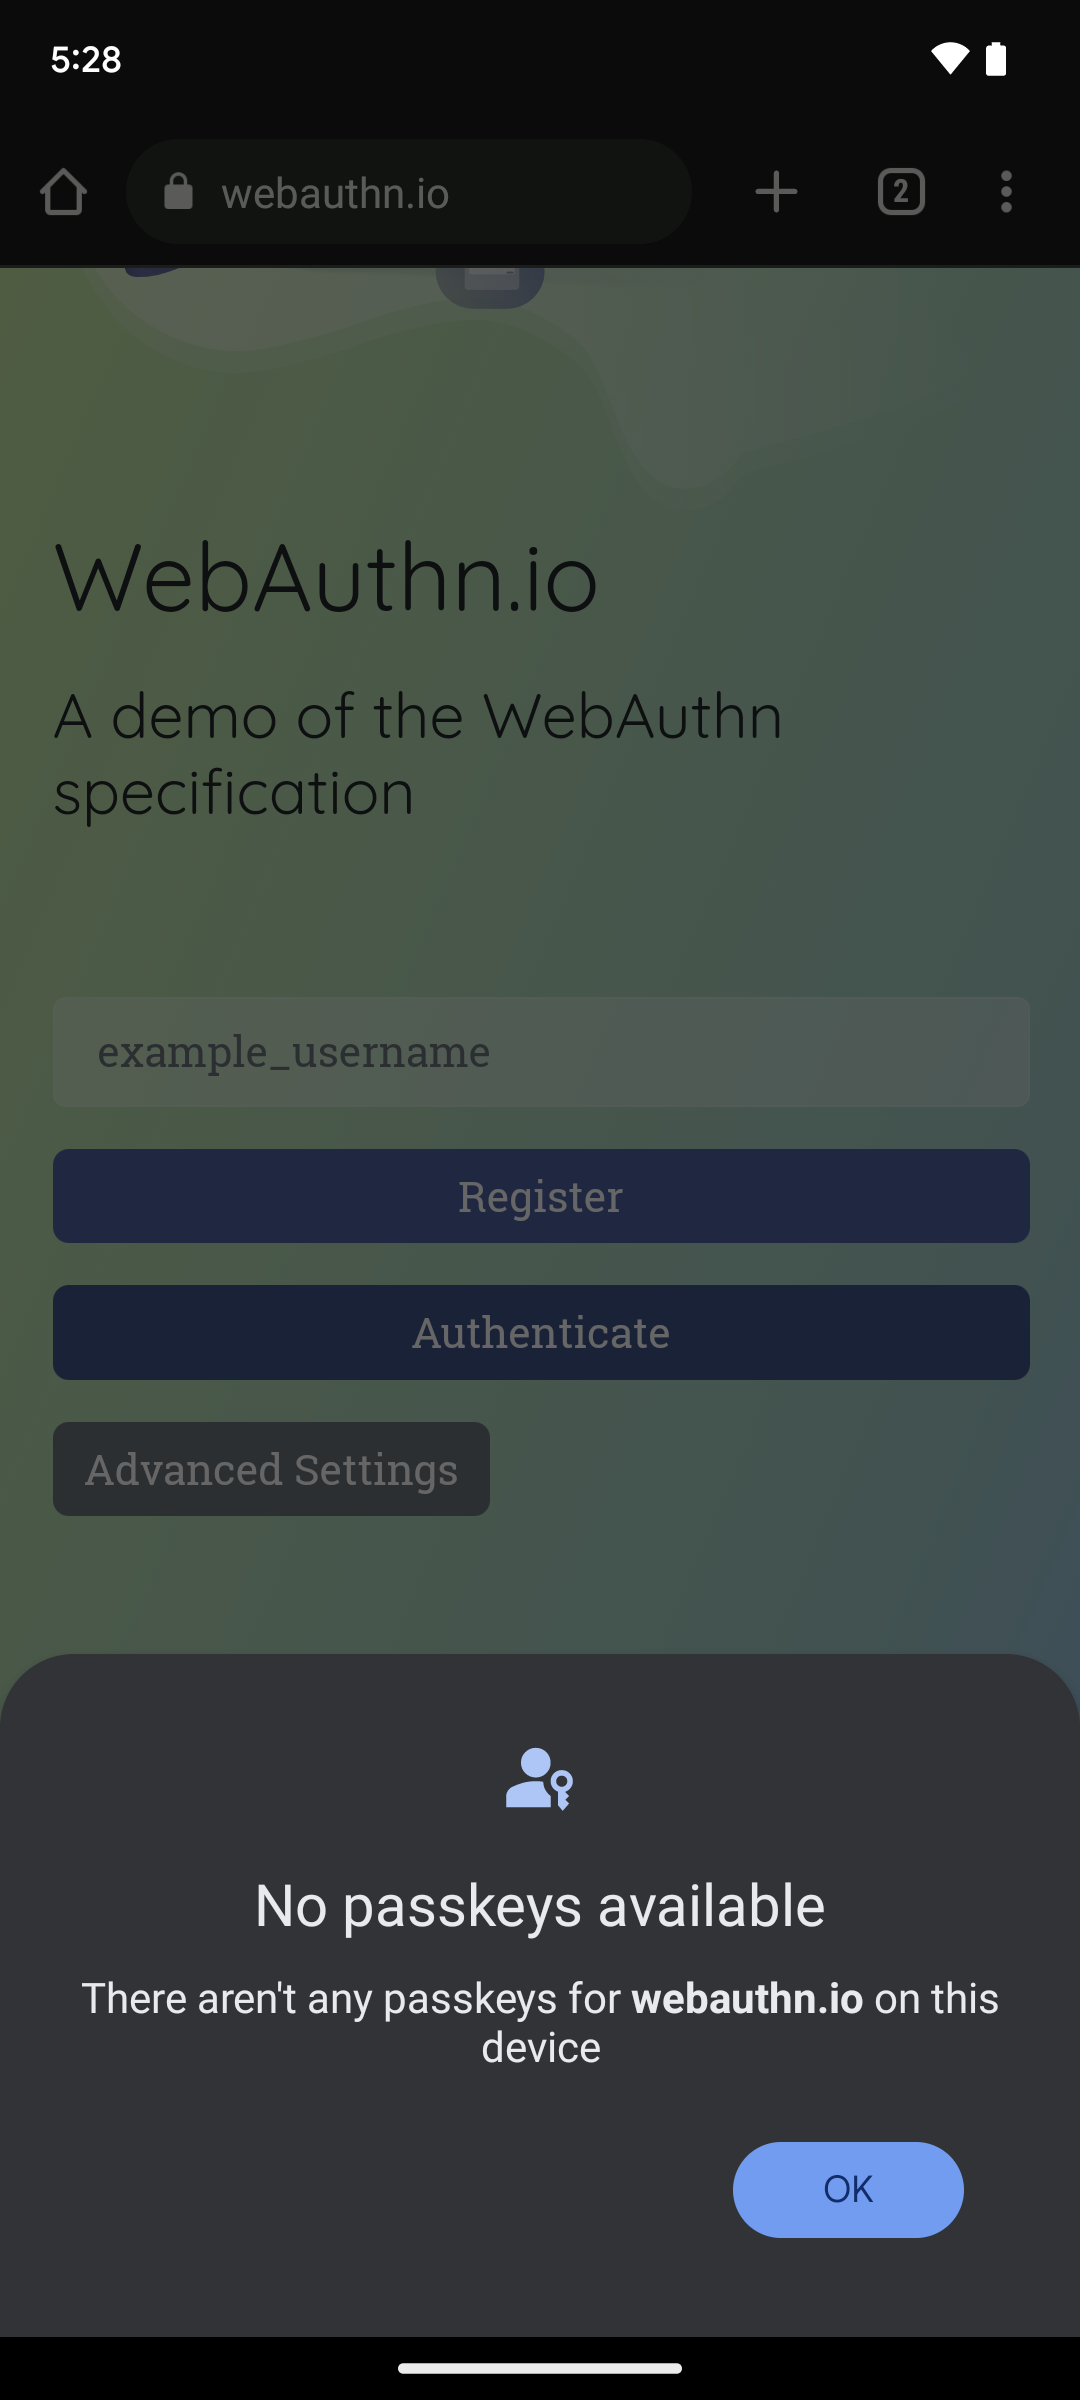 5:28
webauthn.io
2
WebAuthn.io
A demo of the WebAuthn
specification
example_username
Register
Authenticate
Advanced Settings
No passkeys available
There aren't any passkeys for webauthn.io on this
device
OK